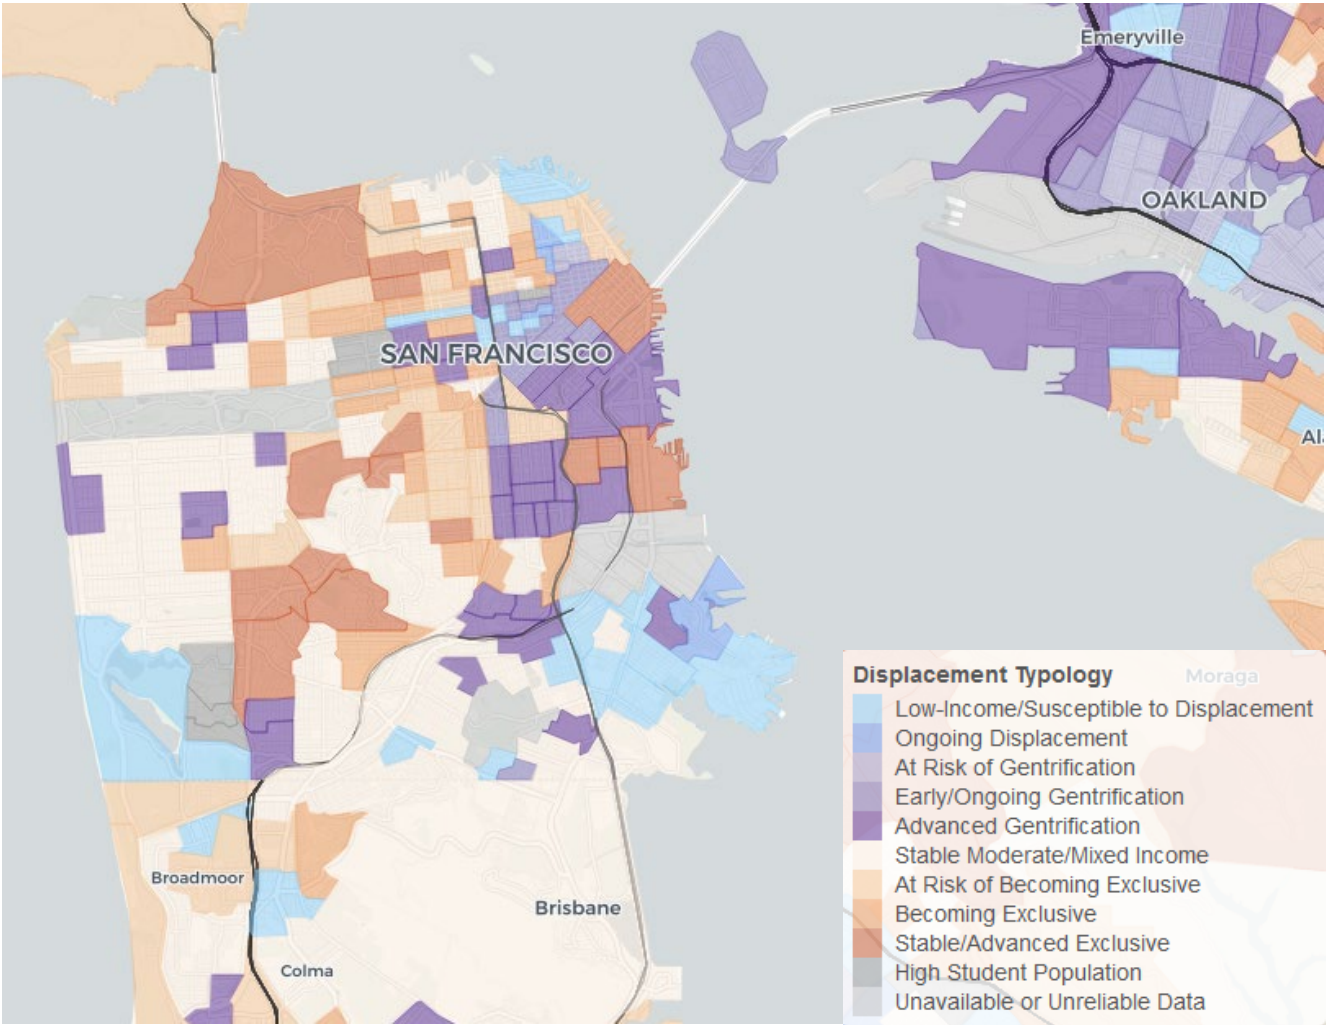 Emeryville
OAKLAND
SAN FRANCISCO
Al
Displacement Typology
Moraga
Low-Income/Susceptible to Displacement
Ongoing Displacement
At Risk of Gentrification
Early/Ongoing Gentrification
Advanced Gentrification
Stable Moderate/Mixed Income
At Risk of Becoming Exclusive
Broadmoor
Becoming Exclusive
Brisbane
Stable/Advanced Exclusive
Colma
High Student Population
Unavailable or Unreliable Data